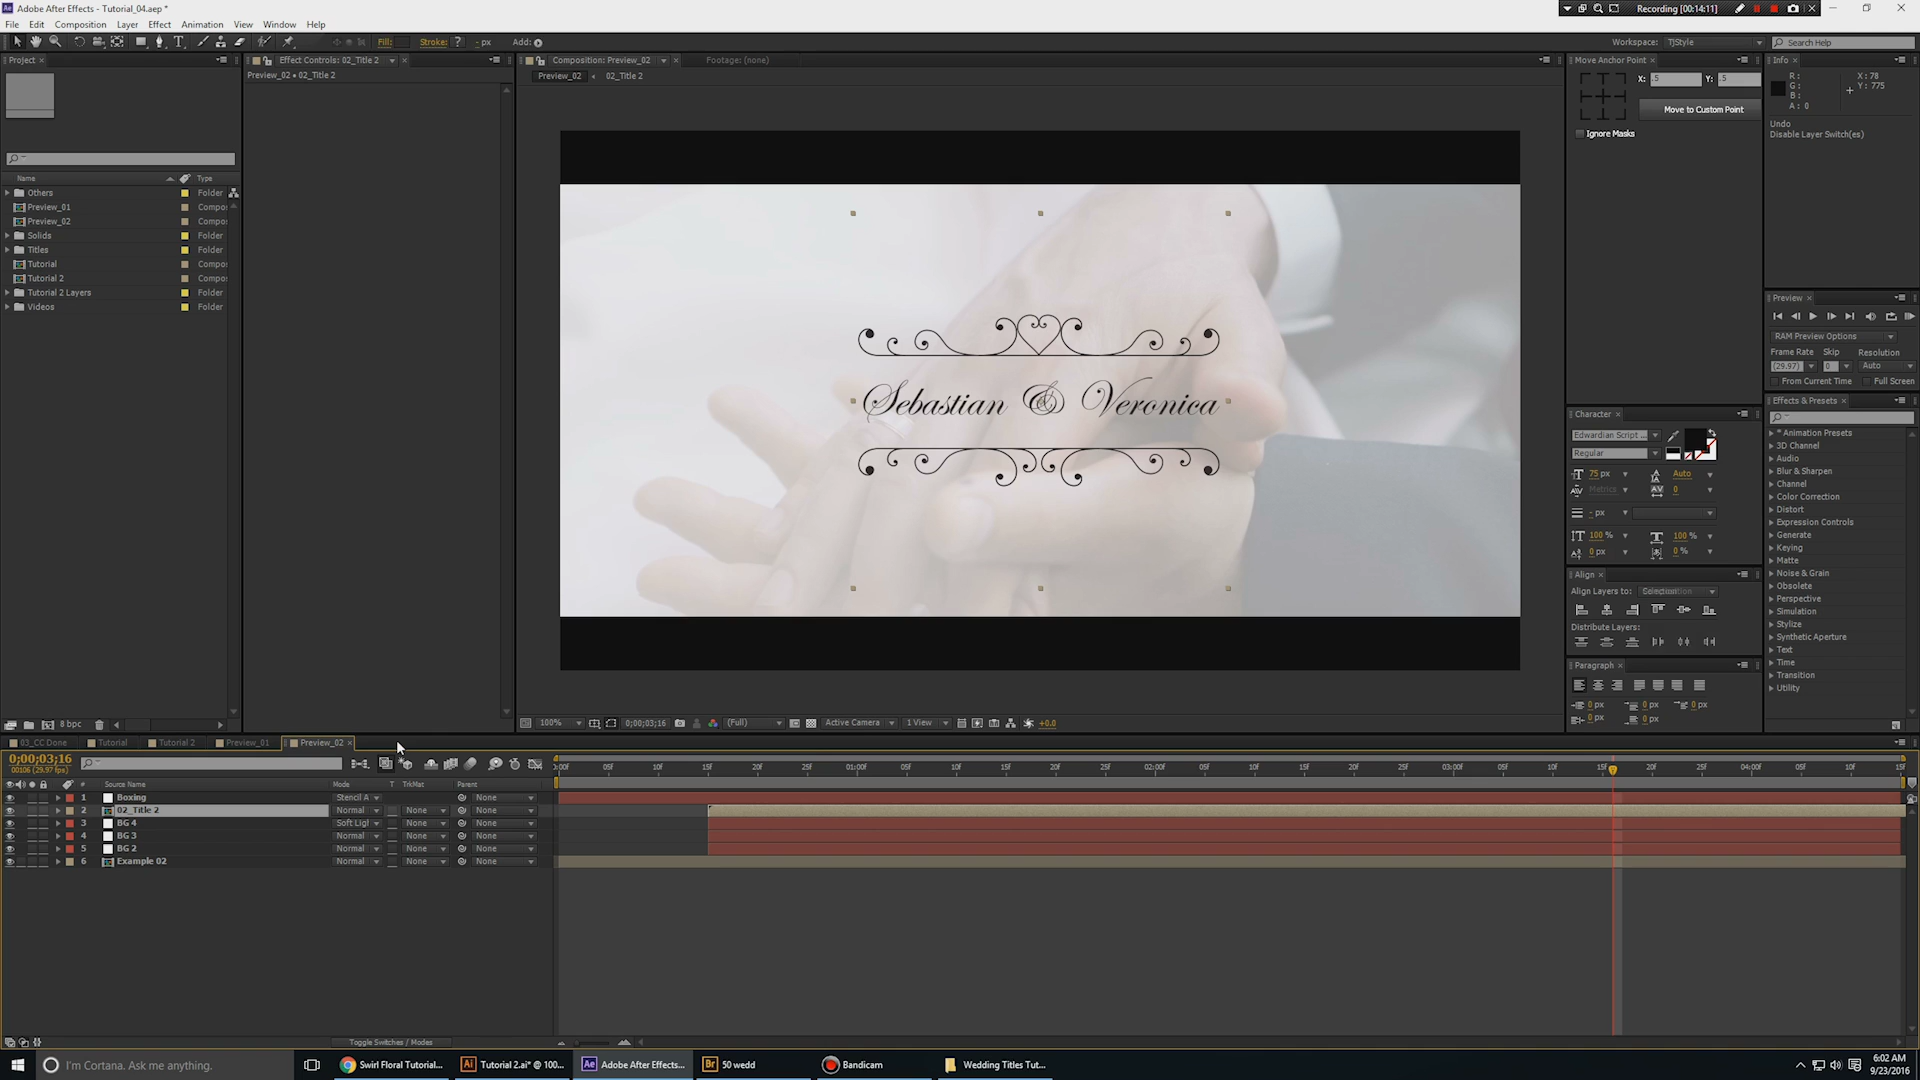 Adobe After Effects - Tutorial_04.aep *
Recording [00:14:11]
File Edit Composition Layer Effect Animation View Window Help
Fill: Stroke: ? - px Add:
Workspace: TJStyle
Search Help
Project
Effect Controls: 02_Title 2
Preview_02 • 02_Title 2
Composition: Preview_02
Footage: (none)
Preview_02
02_Title 2
Name Type
Others Folder
Preview_01 Compo
Preview_02 Compo
Solids Folder
Titles Folder
Tutorial Compo
Tutorial 2 Compo
Tutorial 2 Layers Folder
Videos Folder
8 bpc
Sebastian & Veronica
100%
0;00;03;16
(Full)
Active Camera
1 View
+0.0
Move Anchor Point
X: .5 Y: .5
Move to Custom Point
Ignore Masks
Info
R :
G :
B :
A : 0
X : 78
Y : 775
Undo
Disable Layer Switch(es)
Preview
RAM Preview Options
Frame Rate Skip Resolution
(29.97) 0 Auto
From Current Time Full Screen
Character
Edwardian Script ...
Regular
75 px Auto
Metrics 0
- px
100 % 100 %
0 px 0 %
Align
Align Layers to: Selection
Distribute Layers:
Paragraph
0 px 0 px 0 px
0 px 0 px
Effects & Presets
* Animation Presets
3D Channel
Audio
Blur & Sharpen
Channel
Color Correction
Distort
Expression Controls
Generate
Keying
Matte
Noise & Grain
Obsolete
Perspective
Simulation
Stylize
Synthetic Aperture
Text
Time
Transition
Utility
03_CC Done Tutorial Tutorial 2 Preview_01 Preview_02
0;00;03;16
00106 (29.97 fps)
# Source Name Mode T TrkMat Parent
1 Boxing Stencil A None
2 02_Title 2 Normal None None
3 BG 4 Soft Ligl None None
4 BG 3 Normal None None
5 BG 2 Normal None None
6 Example 02 Normal None None
:00f 05f 10f 15f 20f 25f 01:00f 05f 10f 15f 20f 25f 02:00f 05f 10f 15f 20f 25f 03:00f 05f 10f 15f 20f 25f 04:00f 05f 10f 15f
Toggle Switches / Modes
I'm Cortana. Ask me anything.
Swirl Floral Tutorial...
Tutorial 2.ai* @ 100...
Adobe After Effects...
50 wedd
Bandicam
Wedding Titles Tut...
6:02 AM
9/23/2016